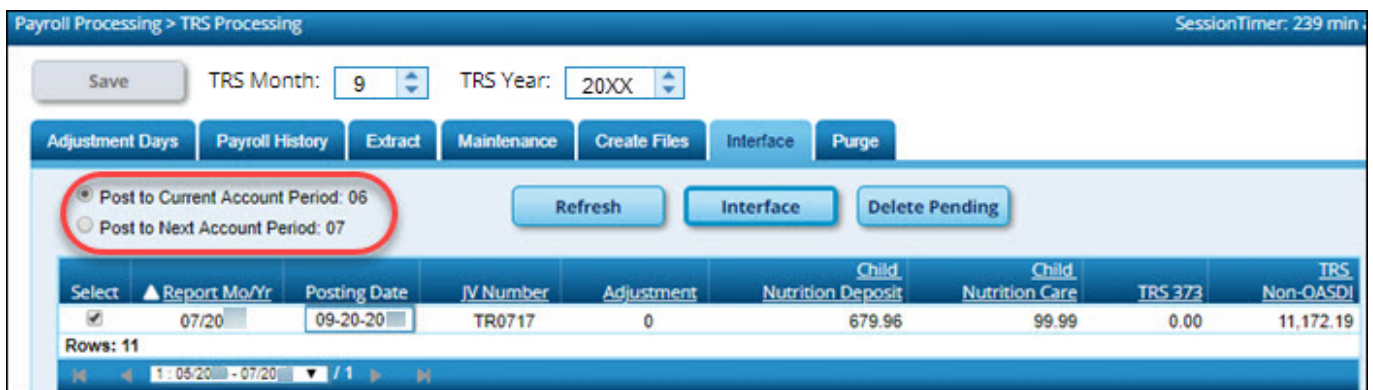 Payroll Processing > TRS Processing SessionTimer: 239 min
Save TRS Month: 9 TRS Year: 20XX
Adjustment Days Payroll History Extract Maintenance Create Files Interface Purge
Post to Current Account Period: 06
Post to Next Account Period: 07
Refresh Interface Delete Pending
Child Child TRS
Select Report Mo/Yr Posting Date JV Number Adjustment Nutrition Deposit Nutrition Care TRS 373 Non-OASDI
07/20 09-20-20 TR0717 0 679.96 99.99 0.00 11,172.19
Rows: 11
1 : 06/20 - 07/20 / 1